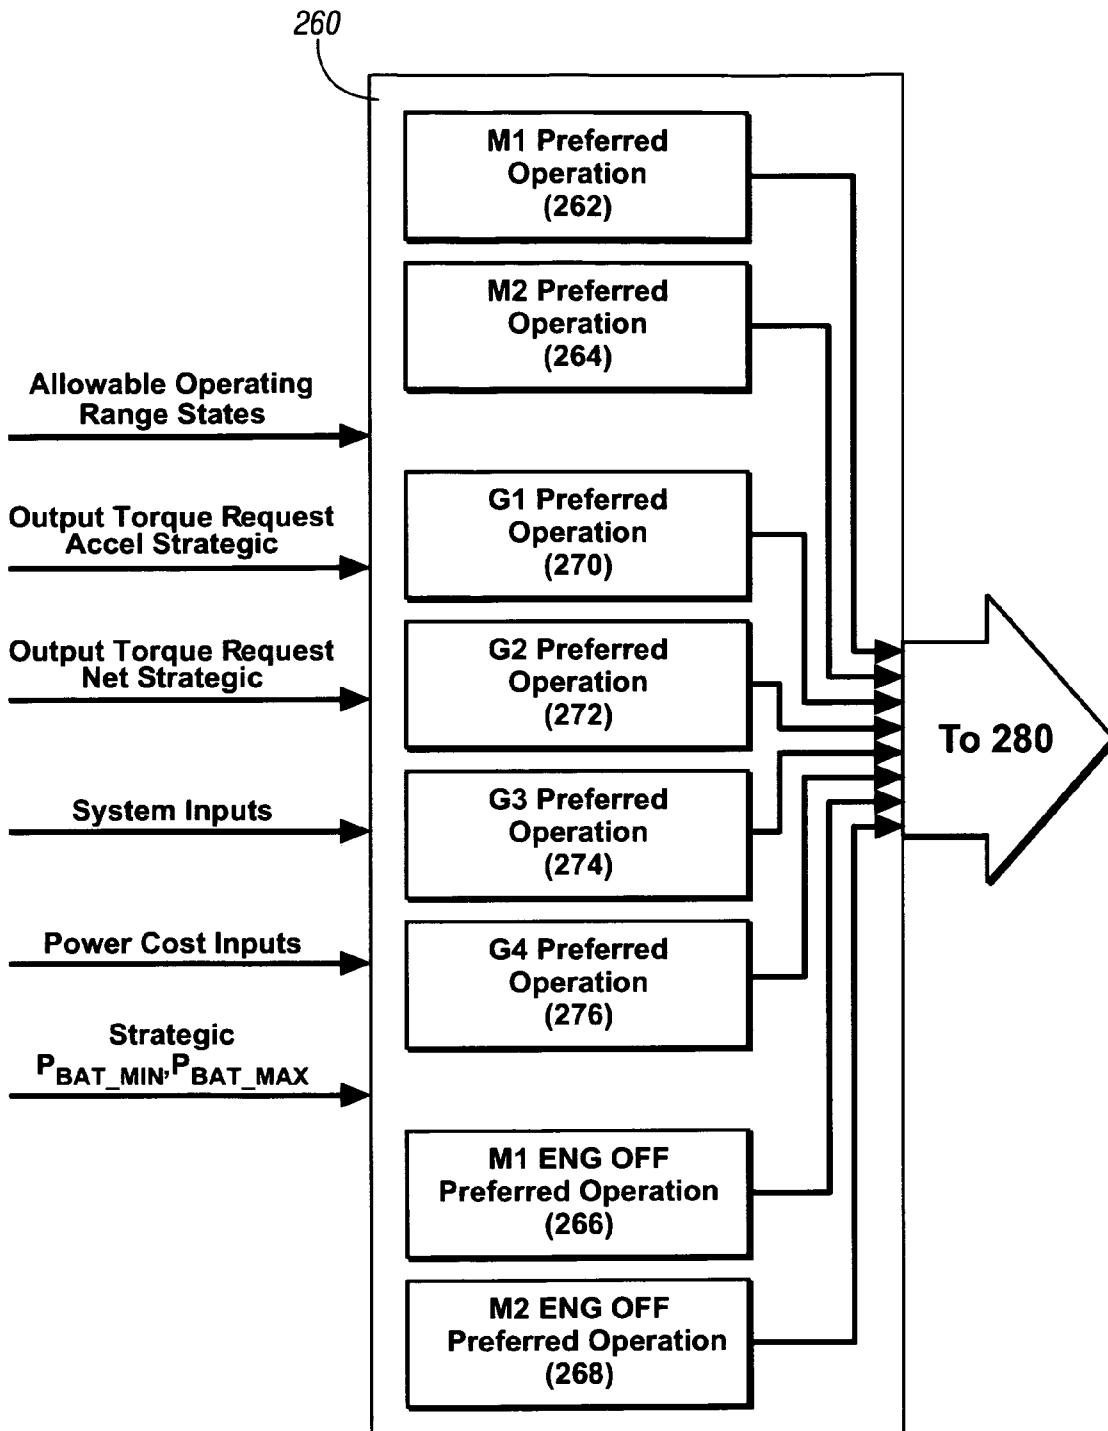 260
M1 Preferred
Operation
(262)
M2 Preferred
Operation
(264)
Allowable Operating
Range States
G1 Preferred
Operation
(270)
Output Torque Request
Accel Strategic
G2 Preferred
Operation
(272)
Output Torque Request
Net Strategic
To 280
G3 Preferred
Operation
(274)
System Inputs
G4 Preferred
Operation
(276)
Power Cost Inputs
Strategic
PBAT_MIN,PBAT_MAX
M1 ENG OFF
Preferred Operation
(266)
M2 ENG OFF
Preferred Operation
(268)